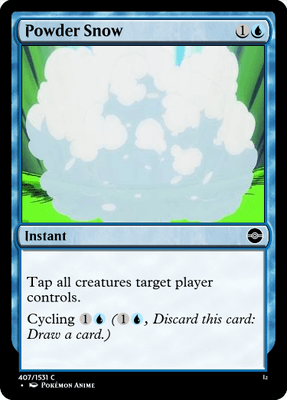 Powder Snow 1
Instant
Tap all creatures target player
controls.
Cycling 1 (1, Discard this card:
Draw a card.)
407/1531 C
• Pokémon Anime